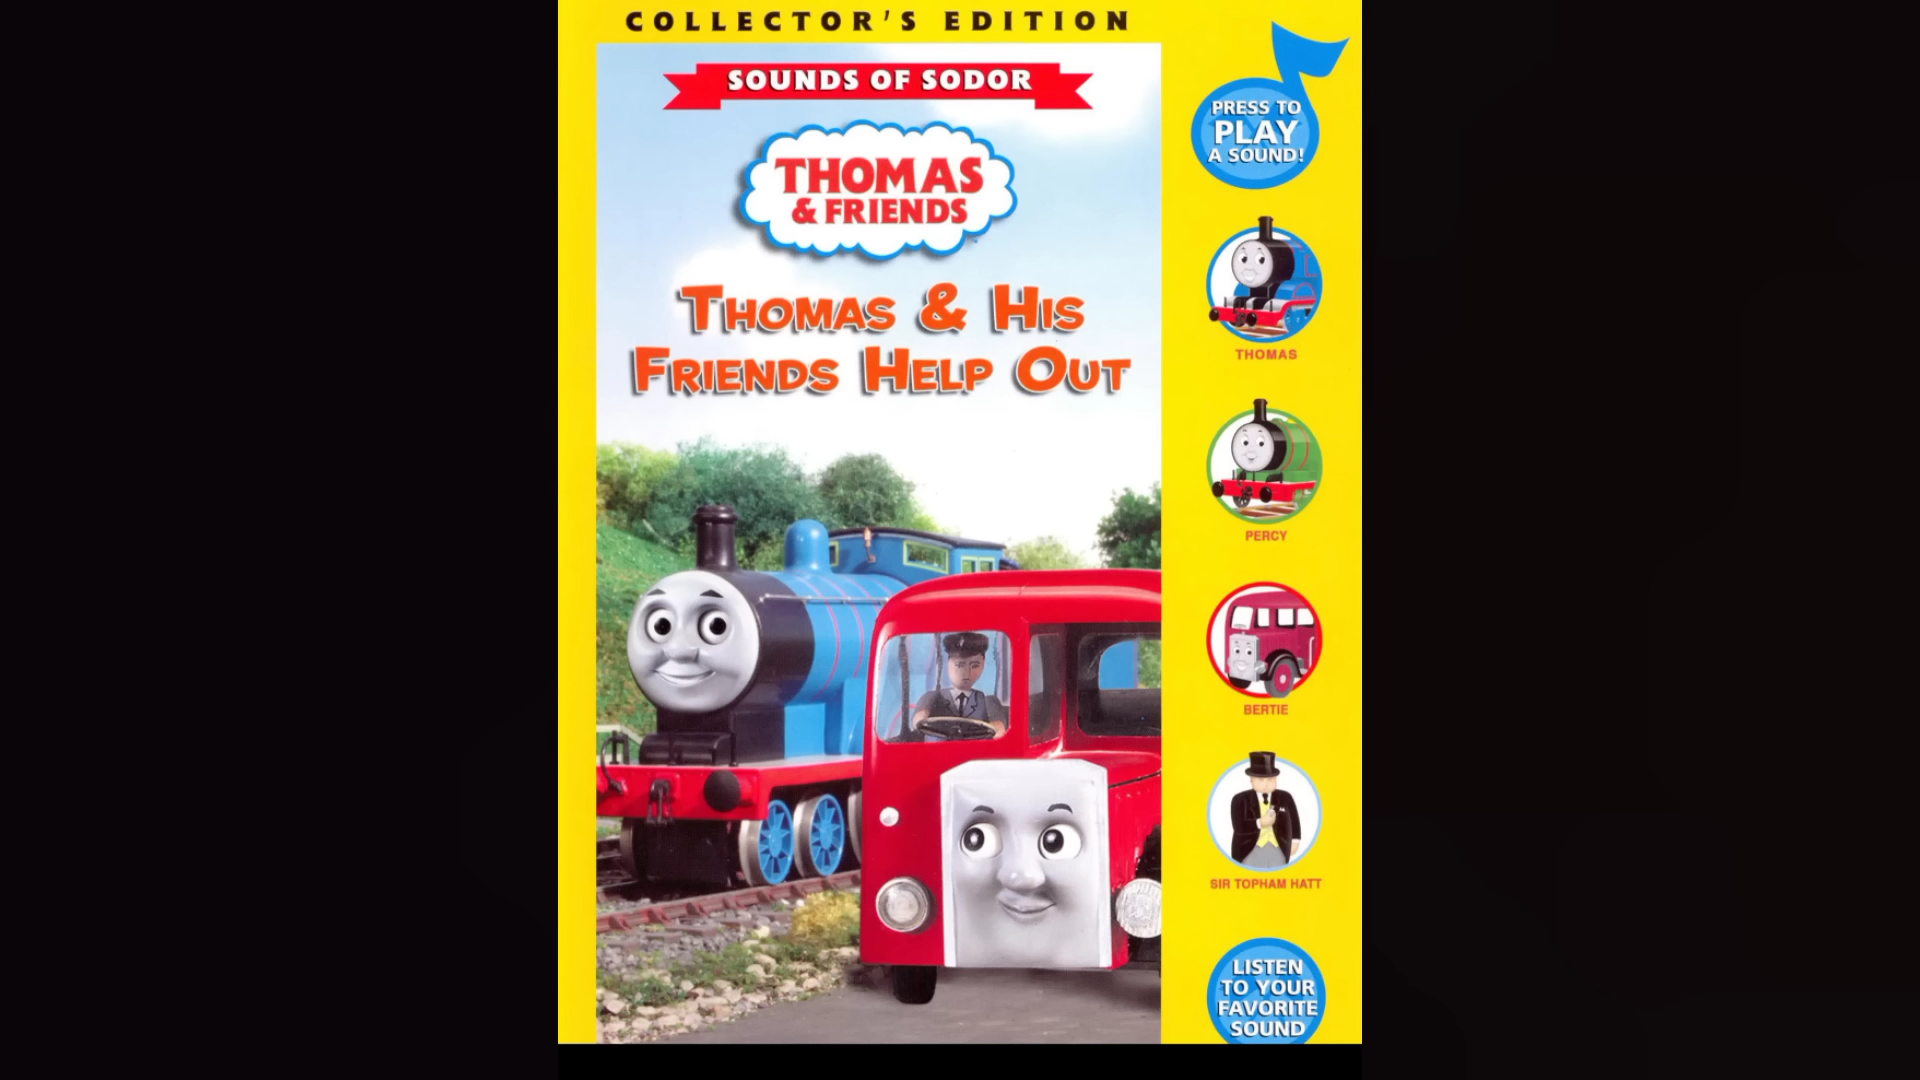 COLLECTOR'S EDITION
SOUNDS OF SODOR
THOMAS
& FRIENDS
THOMAS & HIS
FRIENDS HELP OUT
PRESS TO
PLAY
A SOUND!
THOMAS
PERCY
BERTIE
SIR TOPHAM HATT
LISTEN
TO YOUR
FAVORITE
SOUND